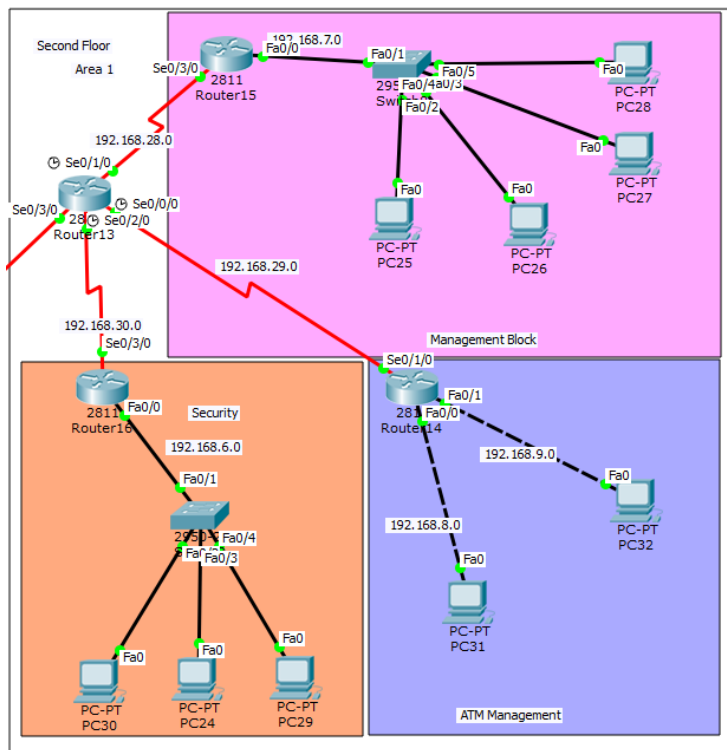 Second Floor
Area 1
192.168.7.0
Fa0/0
Se0/3/0
2811
Router15
Fa0/1
Fa0/5
Fa0/4
Fa0/2
Fa0
PC-PT
PC28
Fa0
PC-PT
PC27
Fa0
PC-PT
PC25
Fa0
PC-PT
PC26
192.168.28.0
Se0/1/0
Se0/0/0
Se0/3/0
Se0/2/0
Router13
192.168.29.0
192.168.30.0
Se0/3/0
Management Block
Se0/1/0
Fa0/1
Fa0/0
Router14
2811
Router16
Fa0/0
Security
192.168.6.0
Fa0/1
Fa0/4
Fa0/3
Fa0
PC-PT
PC30
Fa0
PC-PT
PC24
Fa0
PC-PT
PC29
192.168.9.0
Fa0
PC-PT
PC32
192.168.8.0
Fa0
PC-PT
PC31
ATM Management